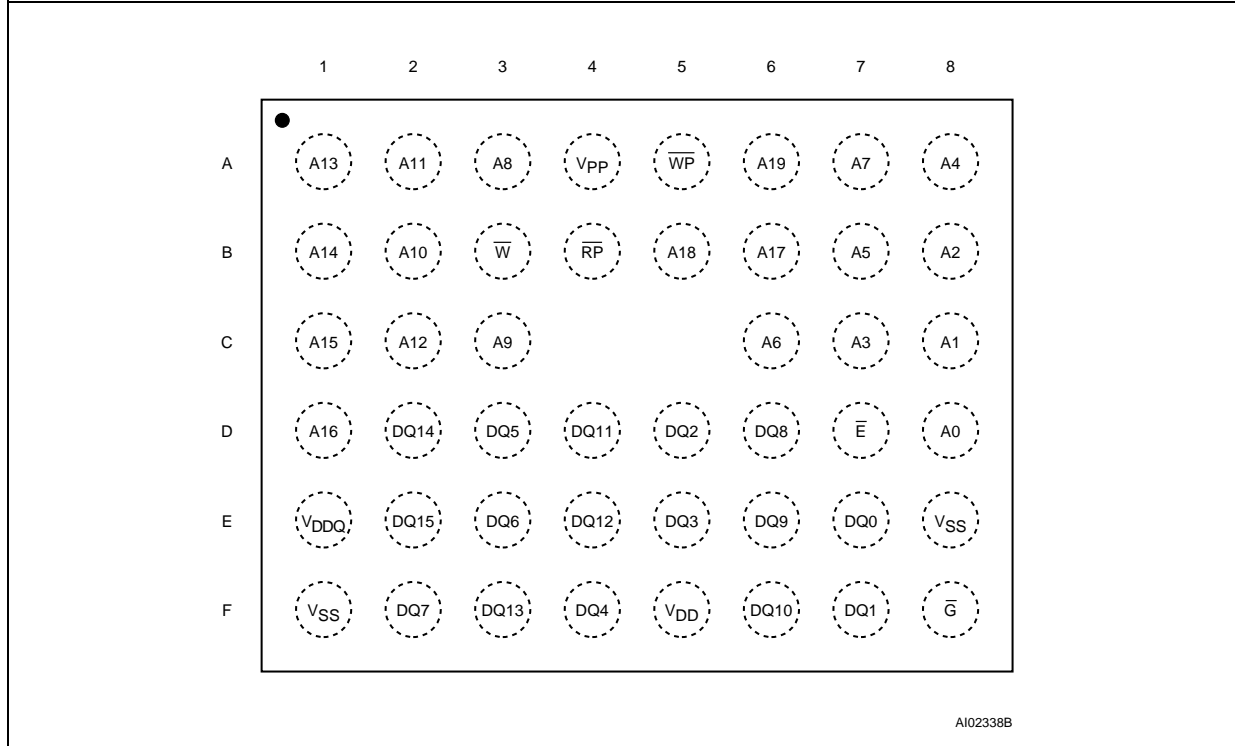 1 2 3 4 5 6 7 8
A A13 A11 A8 VPP W̅P̅ A19 A7 A4
B A14 A10 W̅ R̅P̅ A18 A17 A5 A2
C A15 A12 A9 A6 A3 A1
D A16 DQ14 DQ5 DQ11 DQ2 DQ8 E̅ A0
E VDDQ DQ15 DQ6 DQ12 DQ3 DQ9 DQ0 VSS
F VSS DQ7 DQ13 DQ4 VDD DQ10 DQ1 G̅
AI02338B